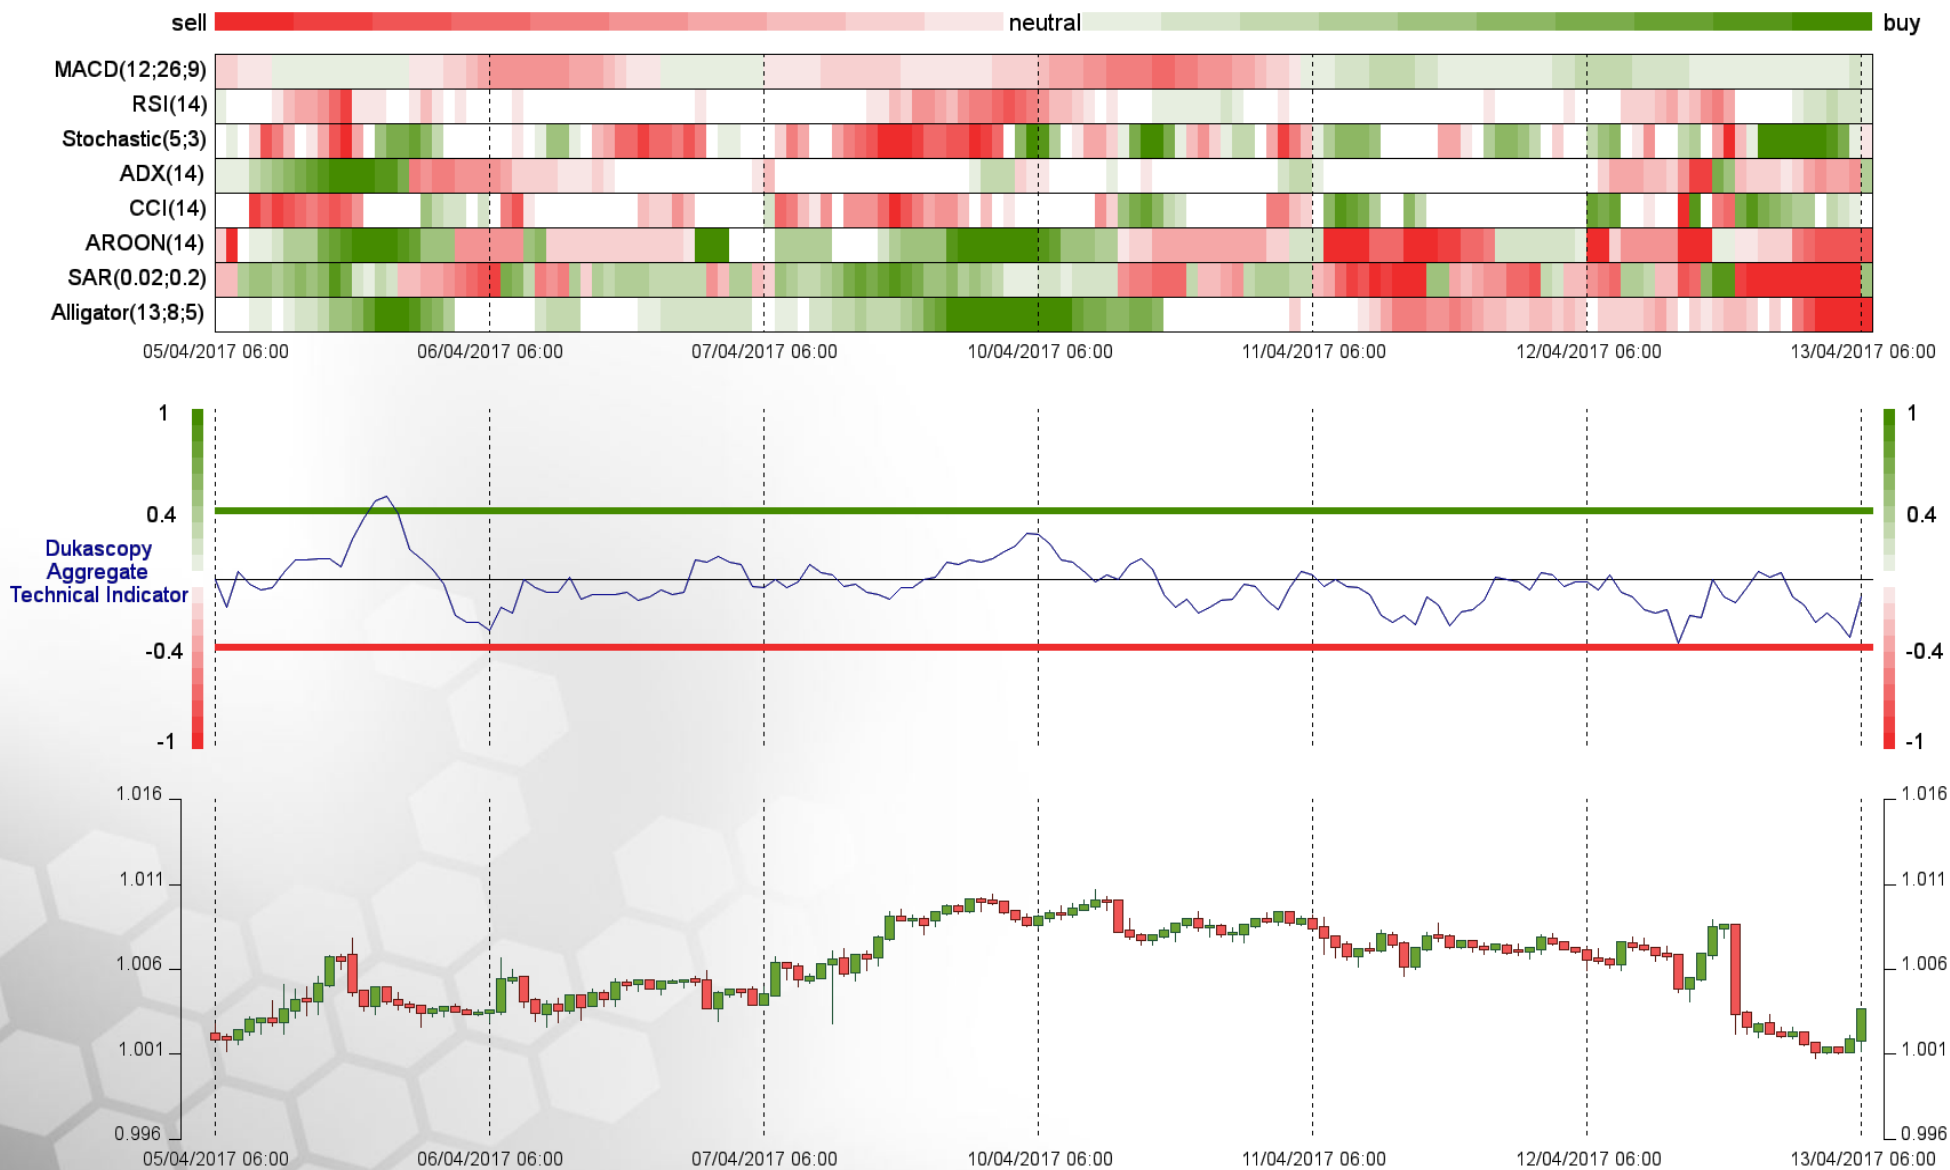 sell neutral buy
MACD(12;26;9)
RSI(14)
Stochastic(5;3)
ADX(14)
CCI(14)
AROON(14)
SAR(0.02;0.2)
Alligator(13;8;5)
05/04/2017 06:00 06/04/2017 06:00 07/04/2017 06:00 10/04/2017 06:00 11/04/2017 06:00 12/04/2017 06:00 13/04/2017 06:00
1 1
0.4 0.4
Dukascopy
Aggregate
Technical Indicator
-0.4 -0.4
-1 -1
1.016 1.016
1.011 1.011
1.006 1.006
1.001 1.001
0.996 0.996
05/04/2017 06:00 06/04/2017 06:00 07/04/2017 06:00 10/04/2017 06:00 11/04/2017 06:00 12/04/2017 06:00 13/04/2017 06:00